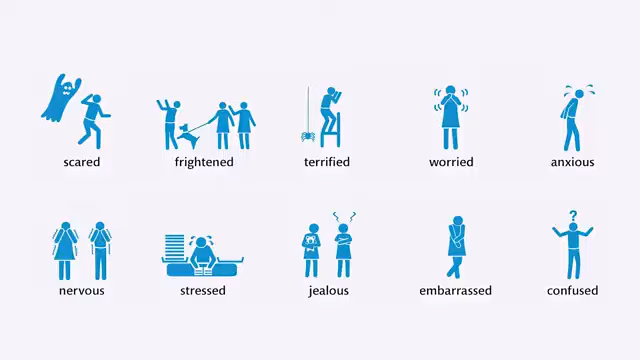 scared
frightened
terrified
worried
anxious
?
nervous
stressed
jealous
embarrassed
confused